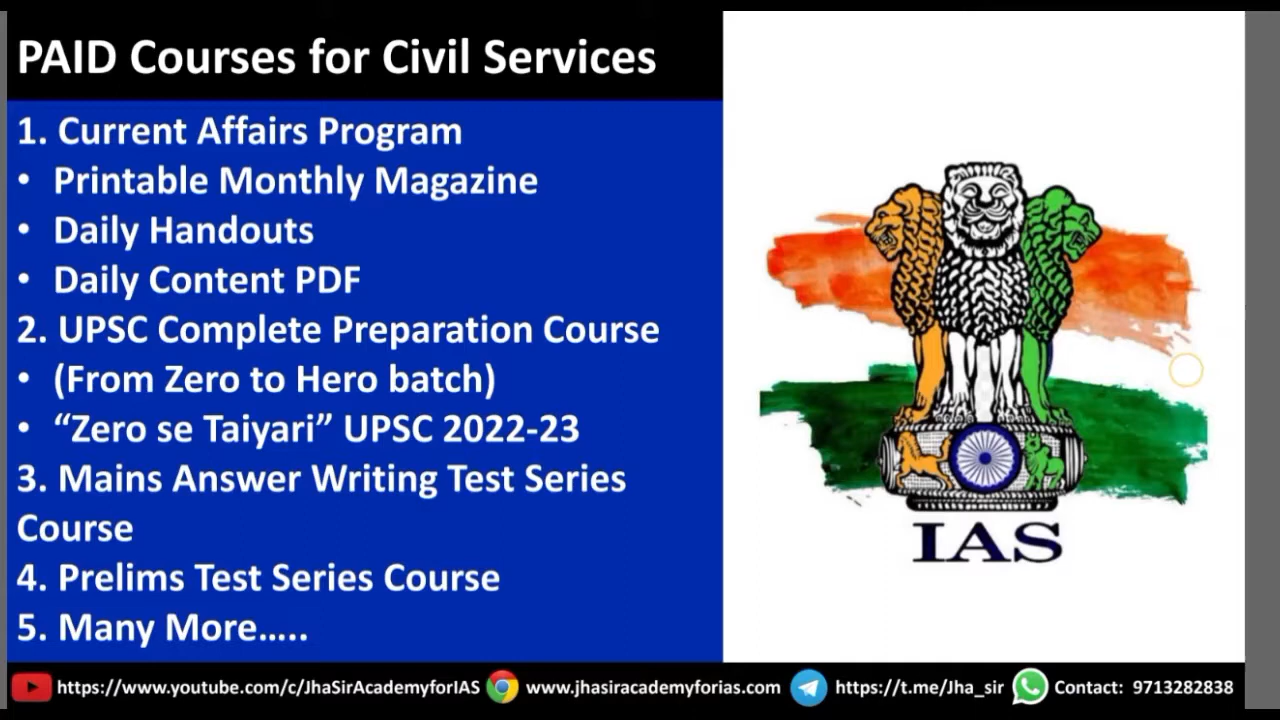 PAID Courses for Civil Services
1. Current Affairs Program
• Printable Monthly Magazine
• Daily Handouts
• Daily Content PDF
2. UPSC Complete Preparation Course
• (From Zero to Hero batch)
• “Zero se Taiyari” UPSC 2022-23
3. Mains Answer Writing Test Series
Course
4. Prelims Test Series Course
5. Many More.....
IAS
https://www.youtube.com/c/JhaSirAcademyforIAS www.jhasiracademyforias.com https://t.me/Jha_sir Contact: 9713282838